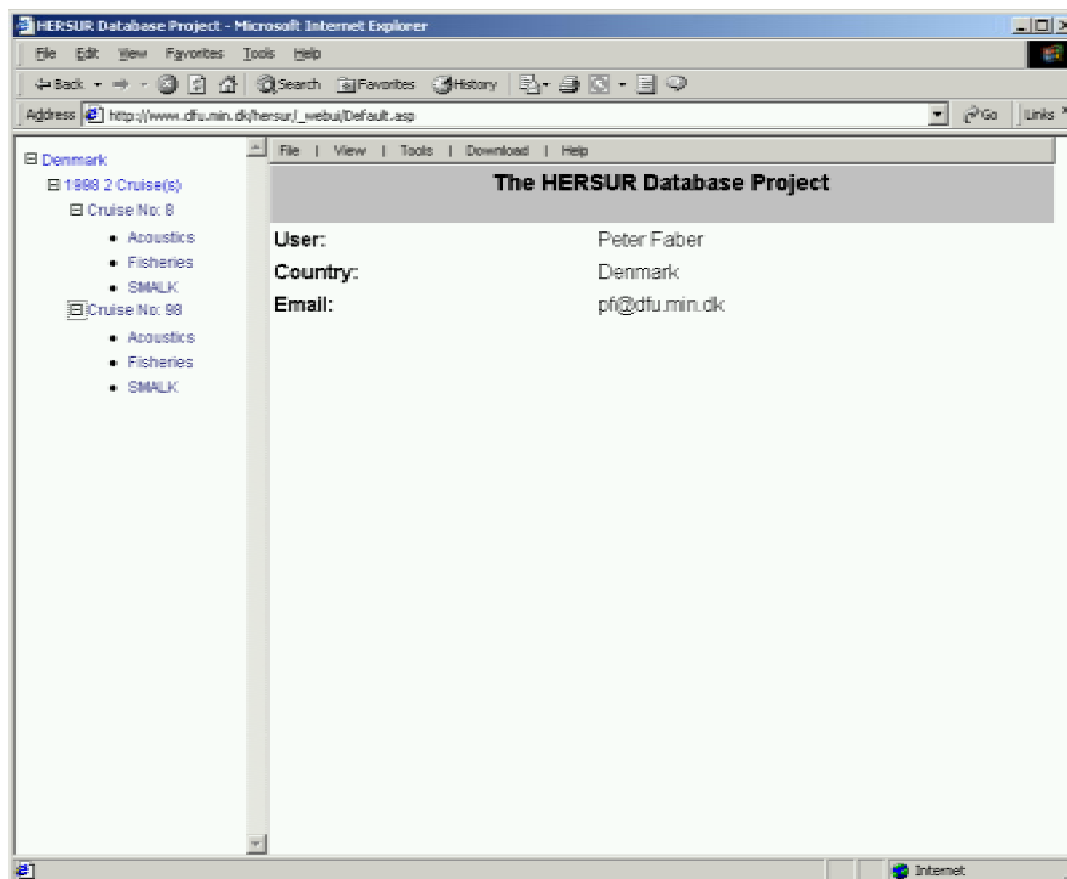 HERSUR Database Project - Microsoft Internet Explorer
File Edit View Favorites Tools Help
Back Search Favorites History
Address http://www.dfu.min.dk/hersur/_webui/Default.asp Go Links
File | View | Tools | Download | Help
The HERSUR Database Project
Denmark
1998 2 Cruise(s)
Cruise No: 8
• Acoustics
• Fisheries
• SMALK
Cruise No: 98
• Acoustics
• Fisheries
• SMALK
User: Peter Faber
Country: Denmark
Email: pf@dfu.min.dk
Internet